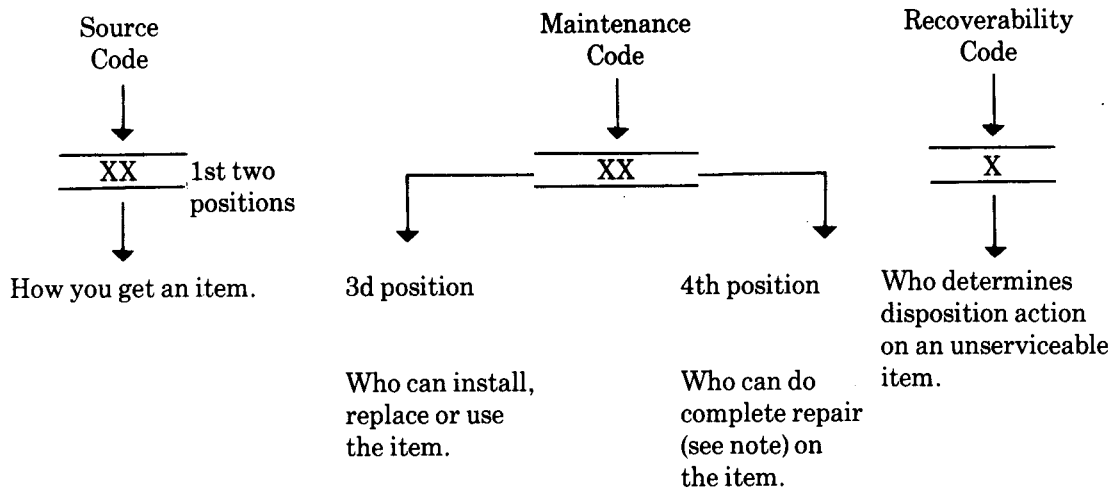 Source
Code
XX
1st two
positions
How you get an item.
Maintenance
Code
XX
3d position
Who can install,
replace or use
the item.
4th position
Who can do
complete repair
(see note) on
the item.
Recoverability
Code
X
Who determines
disposition action
on an unserviceable
item.